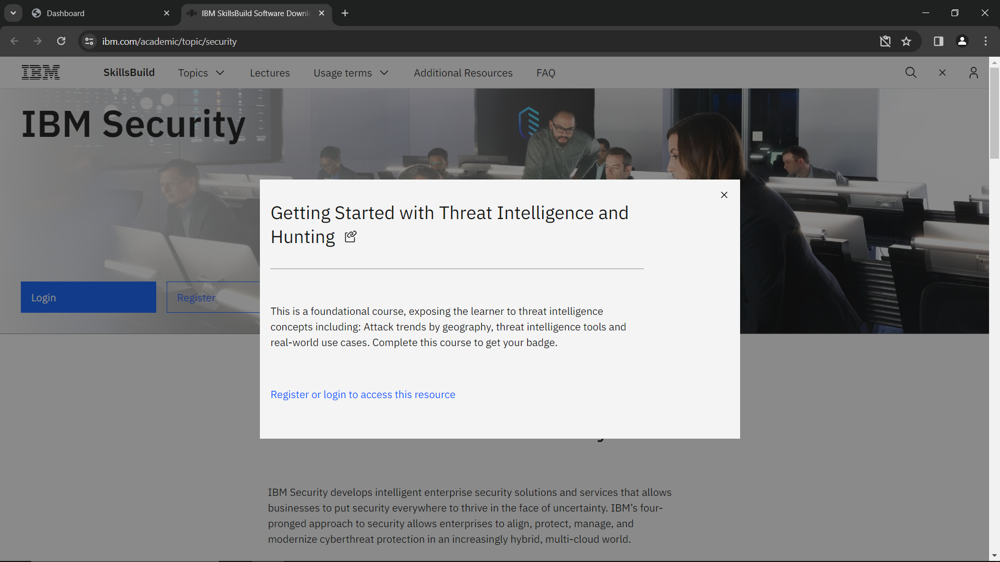 Dashboard
IBM SkillsBuild Software Downl
ibm.com/academic/topic/security
IBM
SkillsBuild
Topics
Lectures
Usage terms
Additional Resources
FAQ
IBM Security
Login
Register
Getting Started with Threat Intelligence and
Hunting
This is a foundational course, exposing the learner to threat intelligence
concepts including: Attack trends by geography, threat intelligence tools and
real-world use cases. Complete this course to get your badge.
Register or login to access this resource
IBM Security develops intelligent enterprise security solutions and services that allows
businesses to put security everywhere to thrive in the face of uncertainty. IBM’s four-
pronged approach to security allows enterprises to align, protect, manage, and
modernize cyberthreat protection in an increasingly hybrid, multi-cloud world.